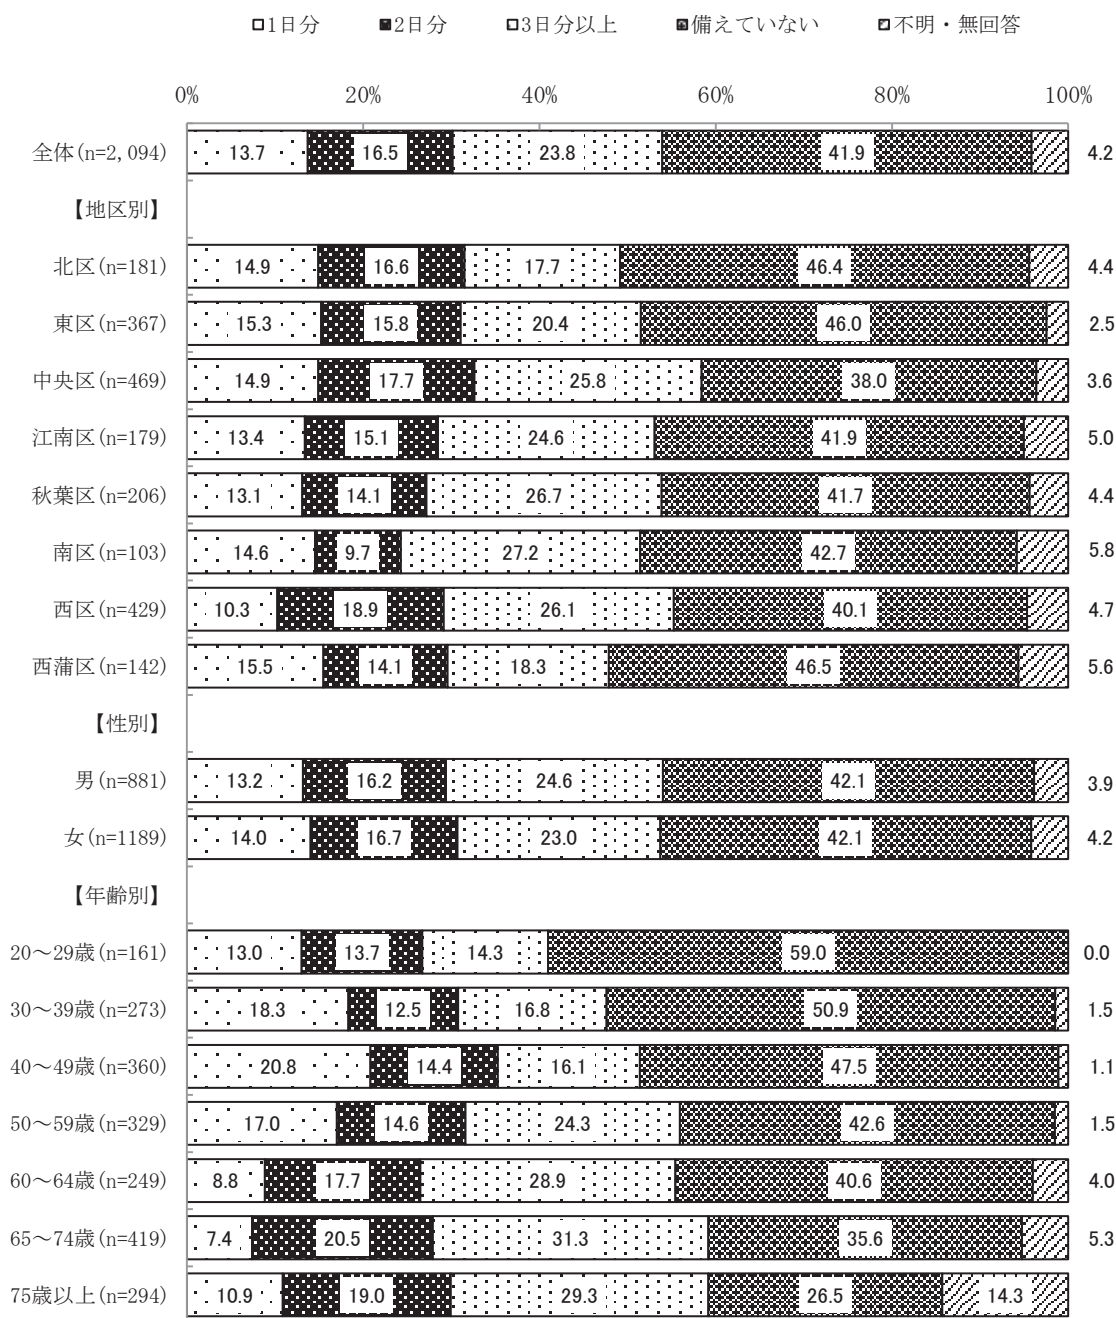 1日分 2日分 3日分以上 備えていない 不明・無回答
0% 20% 40% 60% 80% 100%
全体(n=2,094) 13.7 16.5 23.8 41.9 4.2
【地区別】
北区(n=181) 14.9 16.6 17.7 46.4 4.4
東区(n=367) 15.3 15.8 20.4 46.0 2.5
中央区(n=469) 14.9 17.7 25.8 38.0 3.6
江南区(n=179) 13.4 15.1 24.6 41.9 5.0
秋葉区(n=206) 13.1 14.1 26.7 41.7 4.4
南区(n=103) 14.6 9.7 27.2 42.7 5.8
西区(n=429) 10.3 18.9 26.1 40.1 4.7
西蒲区(n=142) 15.5 14.1 18.3 46.5 5.6
【性別】
男(n=881) 13.2 16.2 24.6 42.1 3.9
女(n=1189) 14.0 16.7 23.0 42.1 4.2
【年齢別】
20～29歳(n=161) 13.0 13.7 14.3 59.0 0.0
30～39歳(n=273) 18.3 12.5 16.8 50.9 1.5
40～49歳(n=360) 20.8 14.4 16.1 47.5 1.1
50～59歳(n=329) 17.0 14.6 24.3 42.6 1.5
60～64歳(n=249) 8.8 17.7 28.9 40.6 4.0
65～74歳(n=419) 7.4 20.5 31.3 35.6 5.3
75歳以上(n=294) 10.9 19.0 29.3 26.5 14.3